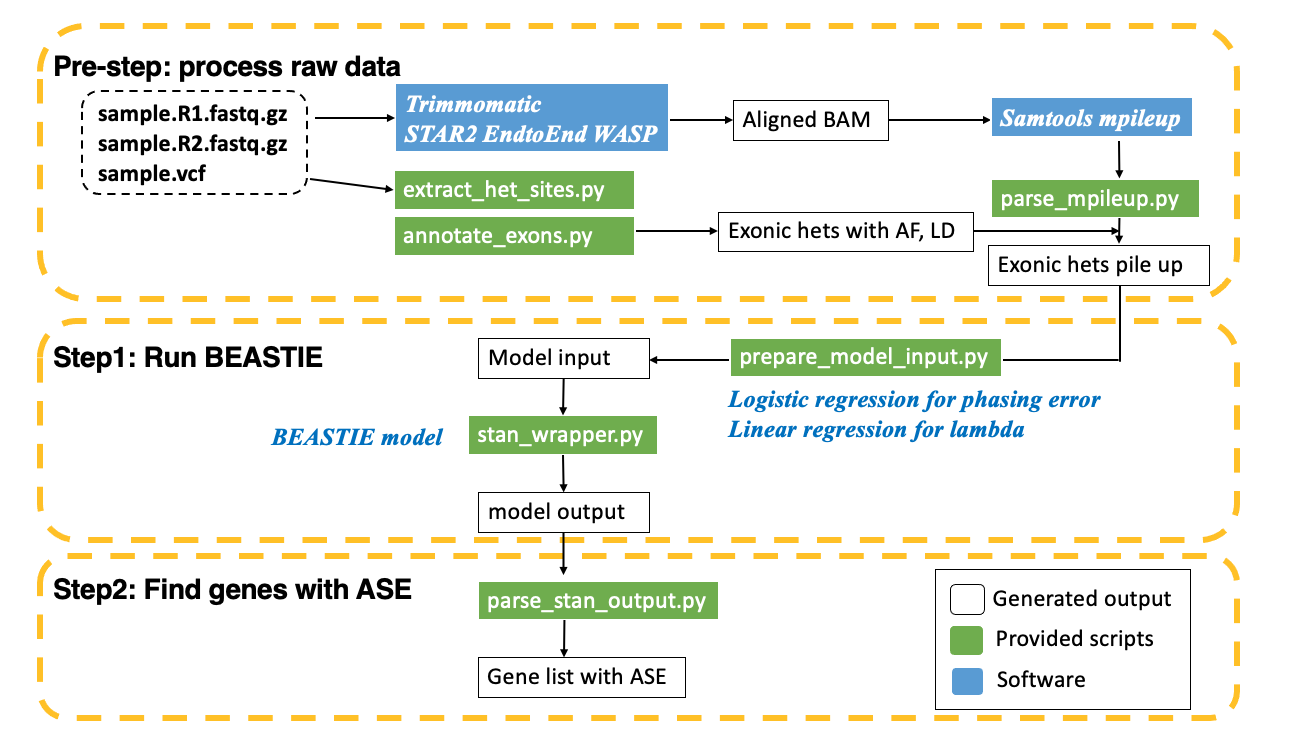 Pre-step: process raw data
sample.R1.fastq.gz
sample.R2.fastq.gz
sample.vcf
Trimmomatic
STAR2 EndtoEnd WASP
Aligned BAM
Samtools mpileup
extract_het_sites.py
annotate_exons.py
Exonic hets with AF, LD
parse_mpileup.py
Exonic hets pile up
Step1: Run BEASTIE
Model input
prepare_model_input.py
Logistic regression for phasing error
Linear regression for lambda
BEASTIE model
stan_wrapper.py
model output
Step2: Find genes with ASE
parse_stan_output.py
Gene list with ASE
Generated output
Provided scripts
Software